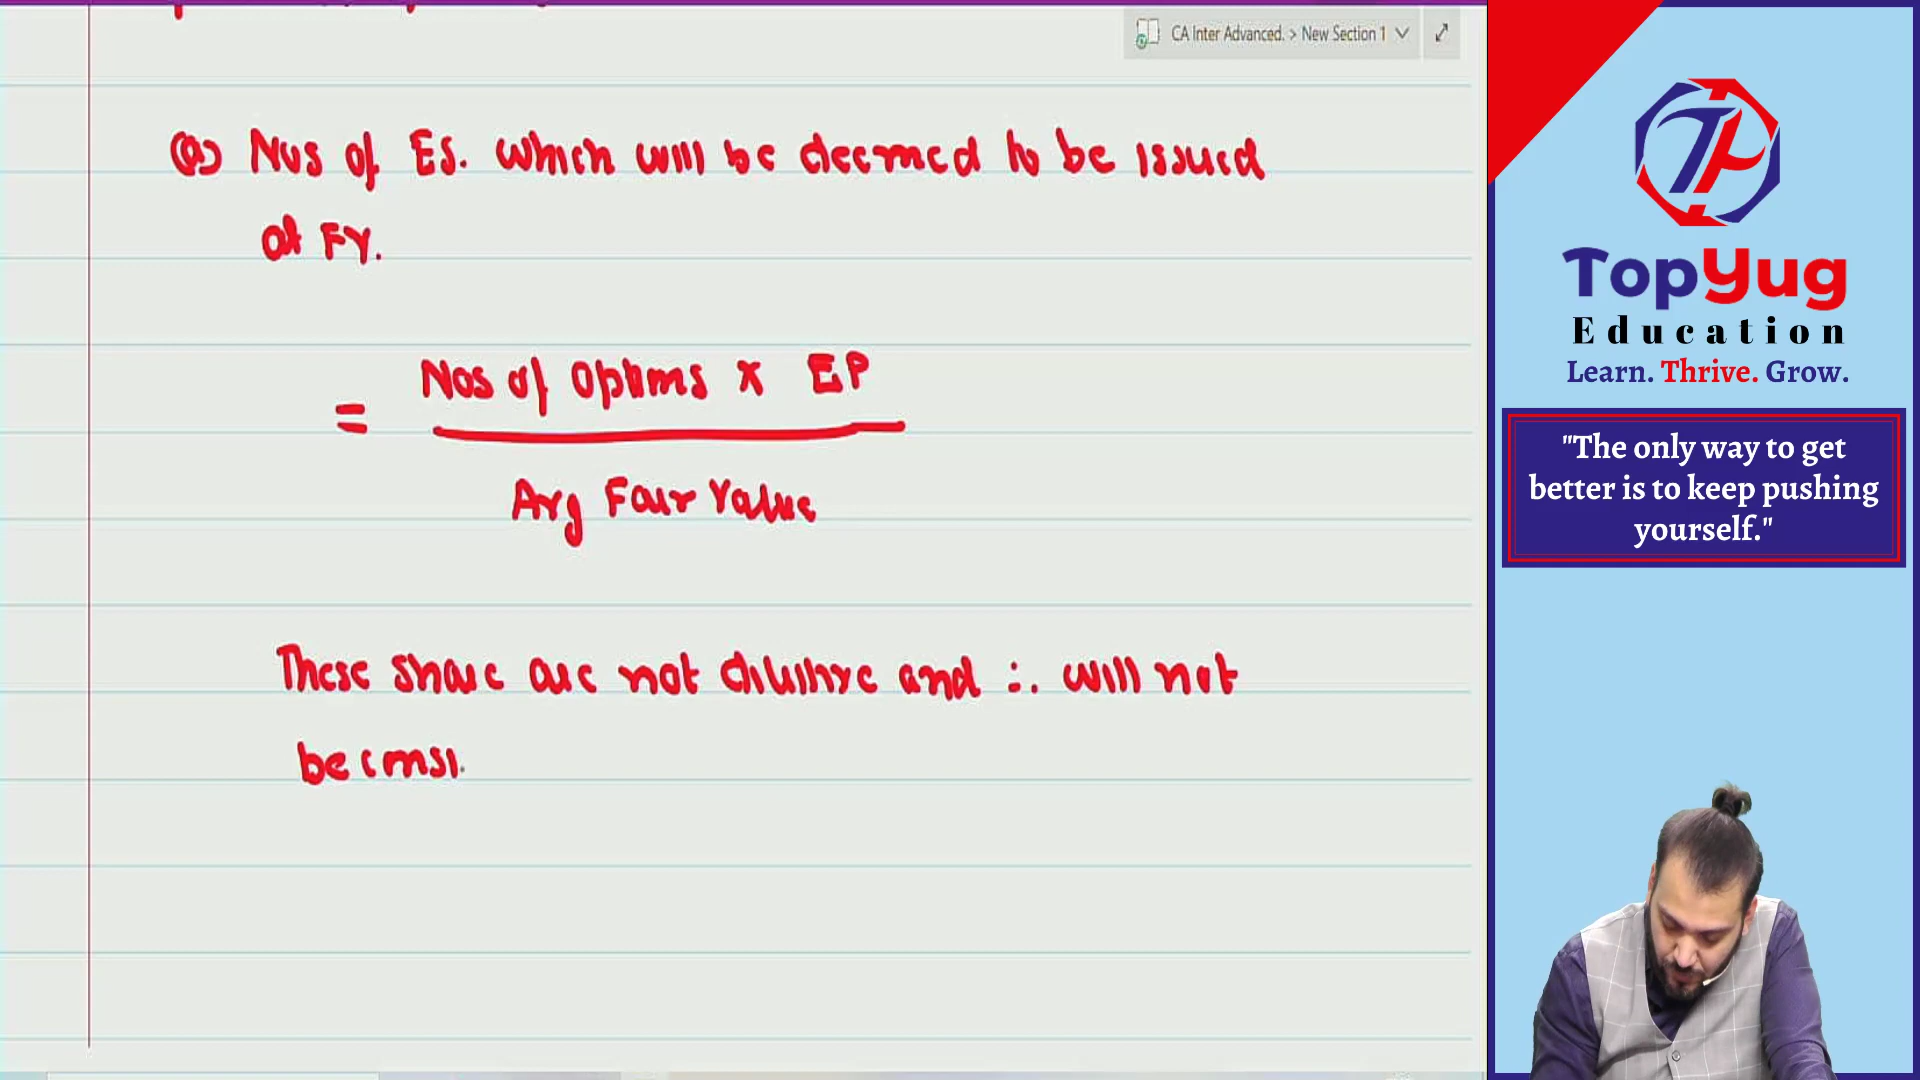 CA Inter Advanced. > New Section 1
(a) Nos of ES. which will be deemed to be issued
at FV.
= Nos of options x EP
Avg Fair Value
These share are not dilutive and ∴ will not
be consi
TopYug
Education
Learn. Thrive. Grow.
"The only way to get
better is to keep pushing
yourself."